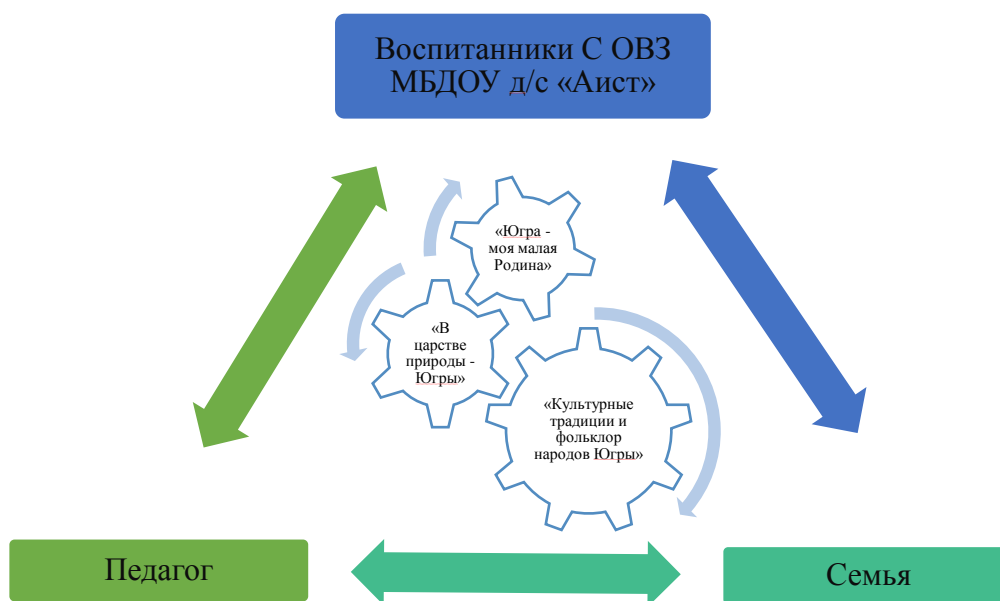 Воспитанники С ОВЗ
МБДОУ д/с «Аист»
«Югра -
моя малая
Родина»
«В
царстве
природы -
Югры»
«Культурные
традиции и
фольклор
народов Югры»
Педагог
Семья